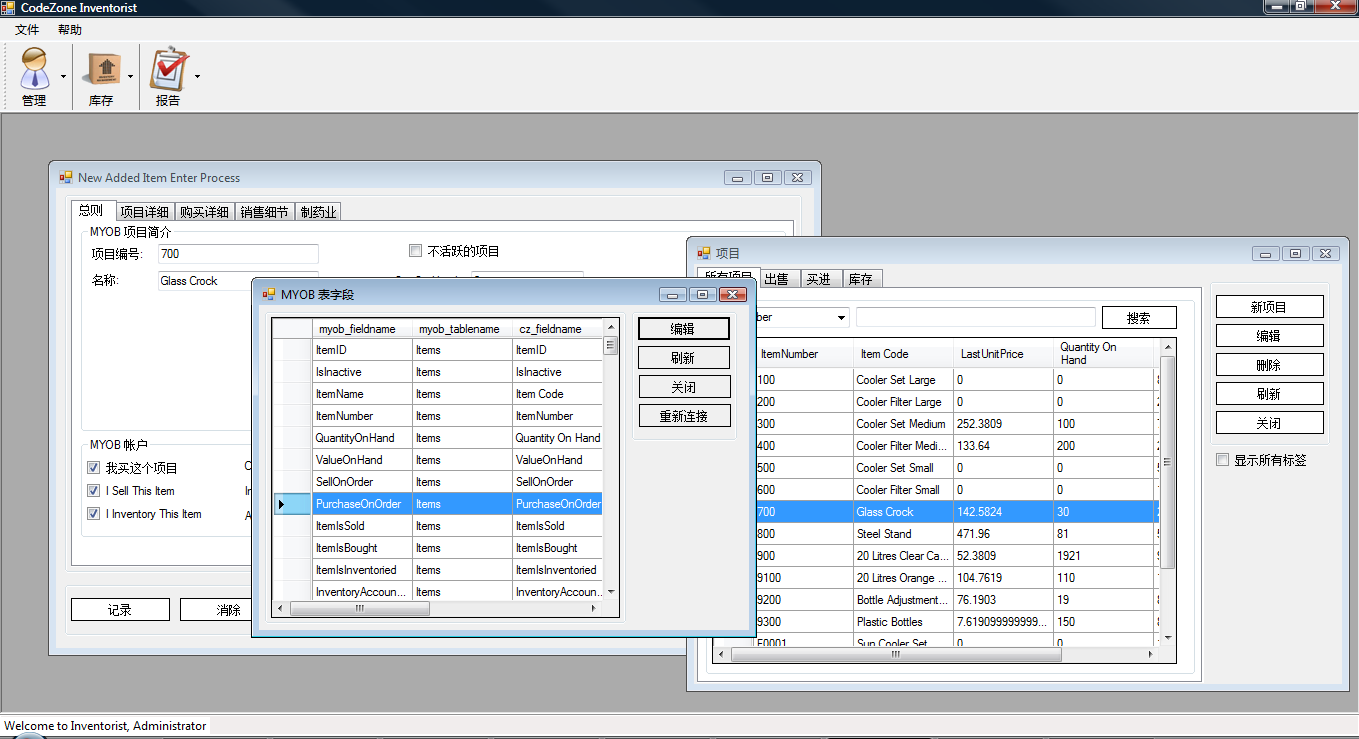 CodeZone Inventorist
文件 帮助
管理 库存 报告
New Added Item Enter Process
总则 项目详细 购买详细 销售细节 制药业
MYOB 项目简介
项目编号: 700 不活跃的项目
名称: Glass Crock
MYOB 帐户
我买这个项目
I Sell This Item
I Inventory This Item
记录 消除
MYOB 表字段
myob_fieldname myob_tablename cz_fieldname
ItemID Items ItemID
IsInactive Items IsInactive
ItemName Items Item Code
ItemNumber Items ItemNumber
QuantityOnHand Items Quantity On Hand
ValueOnHand Items ValueOnHand
SellOnOrder Items SellOnOrder
PurchaseOnOrder Items PurchaseOnOrder
ItemIsSold Items ItemIsSold
ItemIsBought Items ItemIsBought
ItemIsInventoried Items ItemIsInventoried
InventoryAccoun... Items InventoryAccoun...
编辑
刷新
关闭
重新连接
项目
所有项目 出售 买进 库存
ber 搜索
ItemNumber Item Code LastUnitPrice Quantity On
Hand
100 Cooler Set Large 0 0
200 Cooler Filter Large 0 0
300 Cooler Set Medium 252.3809 100
400 Cooler Filter Medi... 133.64 200
500 Cooler Set Small 0 0
600 Cooler Filter Small 0 0
700 Glass Crock 142.5824 30
800 Steel Stand 471.96 81
900 20 Litres Clear Ca... 52.3809 1921
9100 20 Litres Orange ... 104.7619 110
9200 Bottle Adjustment... 76.1903 19
9300 Plastic Bottles 7.619099999999... 150
E0001 Sun Cooler Set 0 0
新项目
编辑
删除
刷新
关闭
显示所有标签
Welcome to Inventorist, Administrator